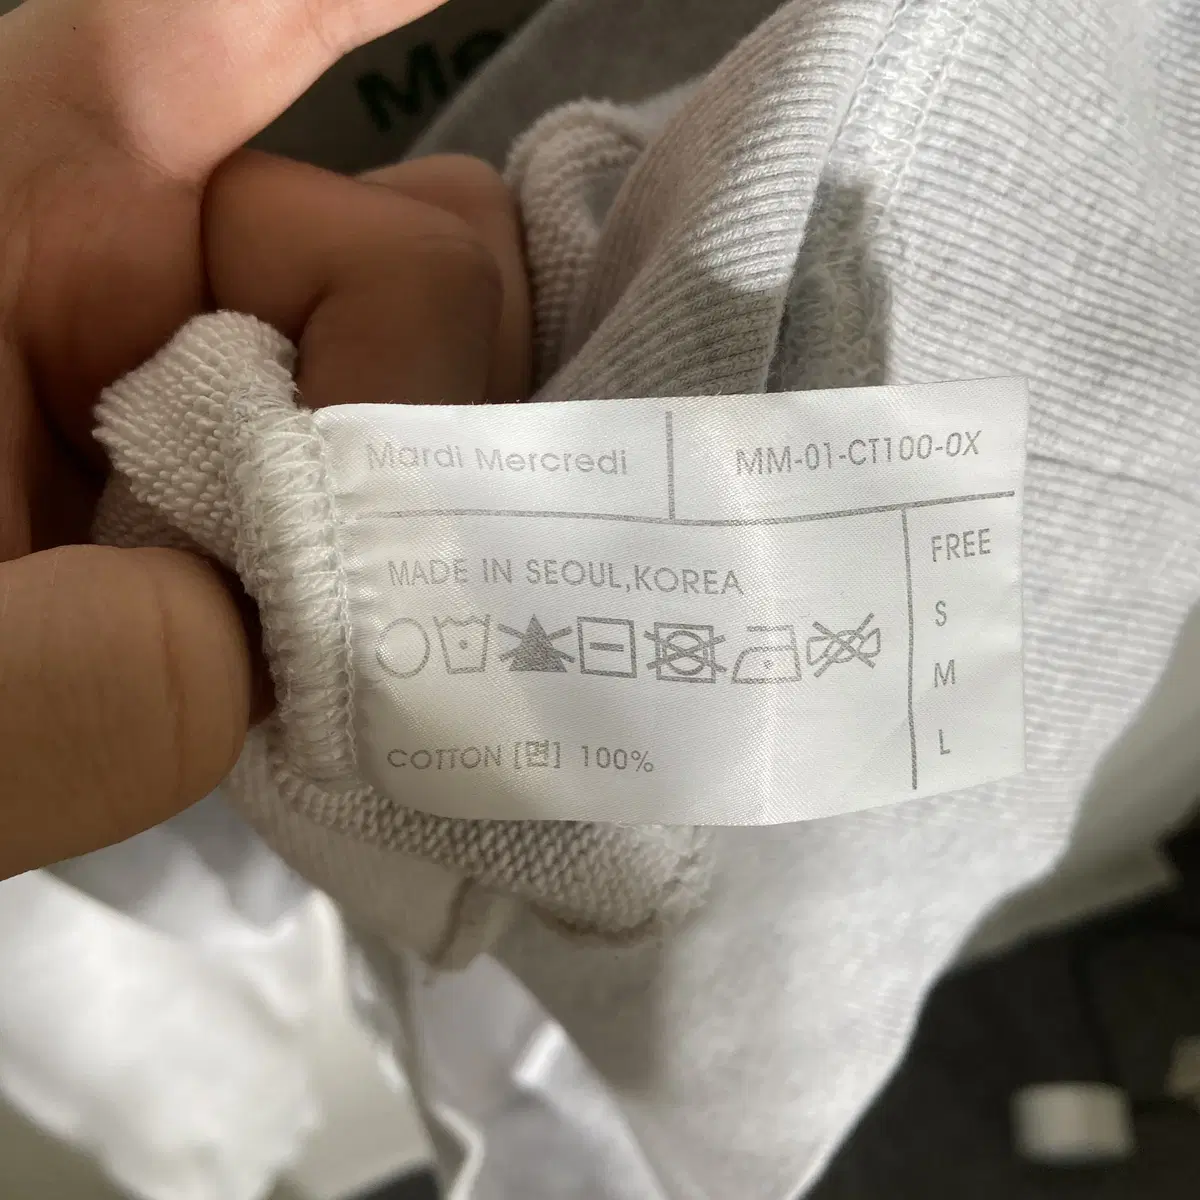 Mardi Mercredi
MM-01-CT100-0X
MADE IN SEOUL,KOREA
COTTON [면] 100%
FREE
S
M
L